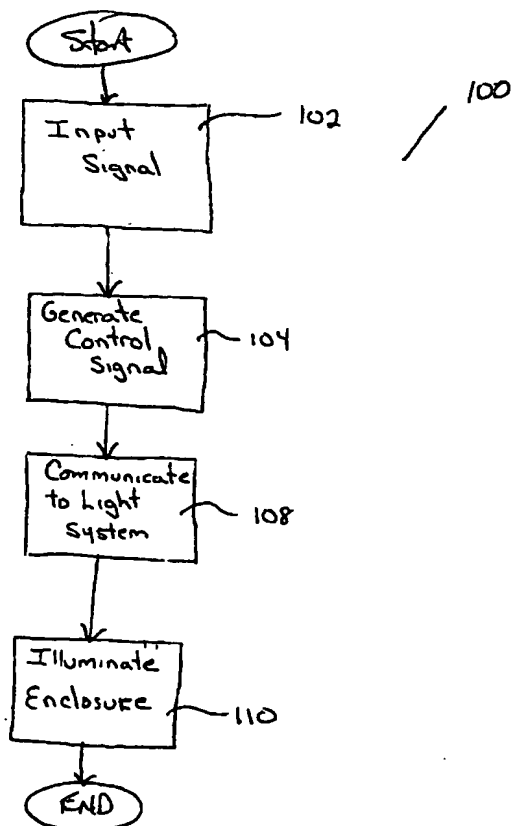 Start
100
102
Input
Signal
Generate
Control
Signal
104
Communicate
to Light
System
108
Illuminate
Enclosure
110
END